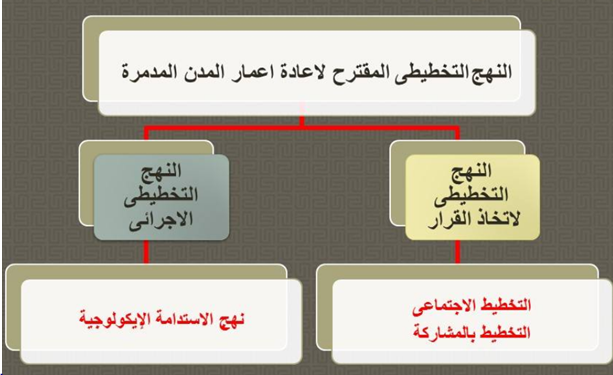 النهج التخطيطى المقترح لاعادة اعمار المدن المدمرة
النهج
التخطيطى
لاتخاذ القرار
النهج
التخطيطى
الاجرائى
التخطيط الاجتماعى
التخطيط بالمشاركة
نهج الاستدامة الإيكولوجية